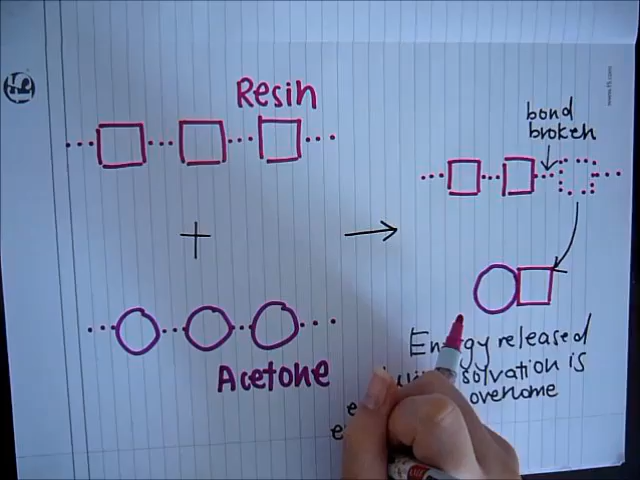 Resin
bond
broken
+
Acetone
Energy released
solvation is
overcome